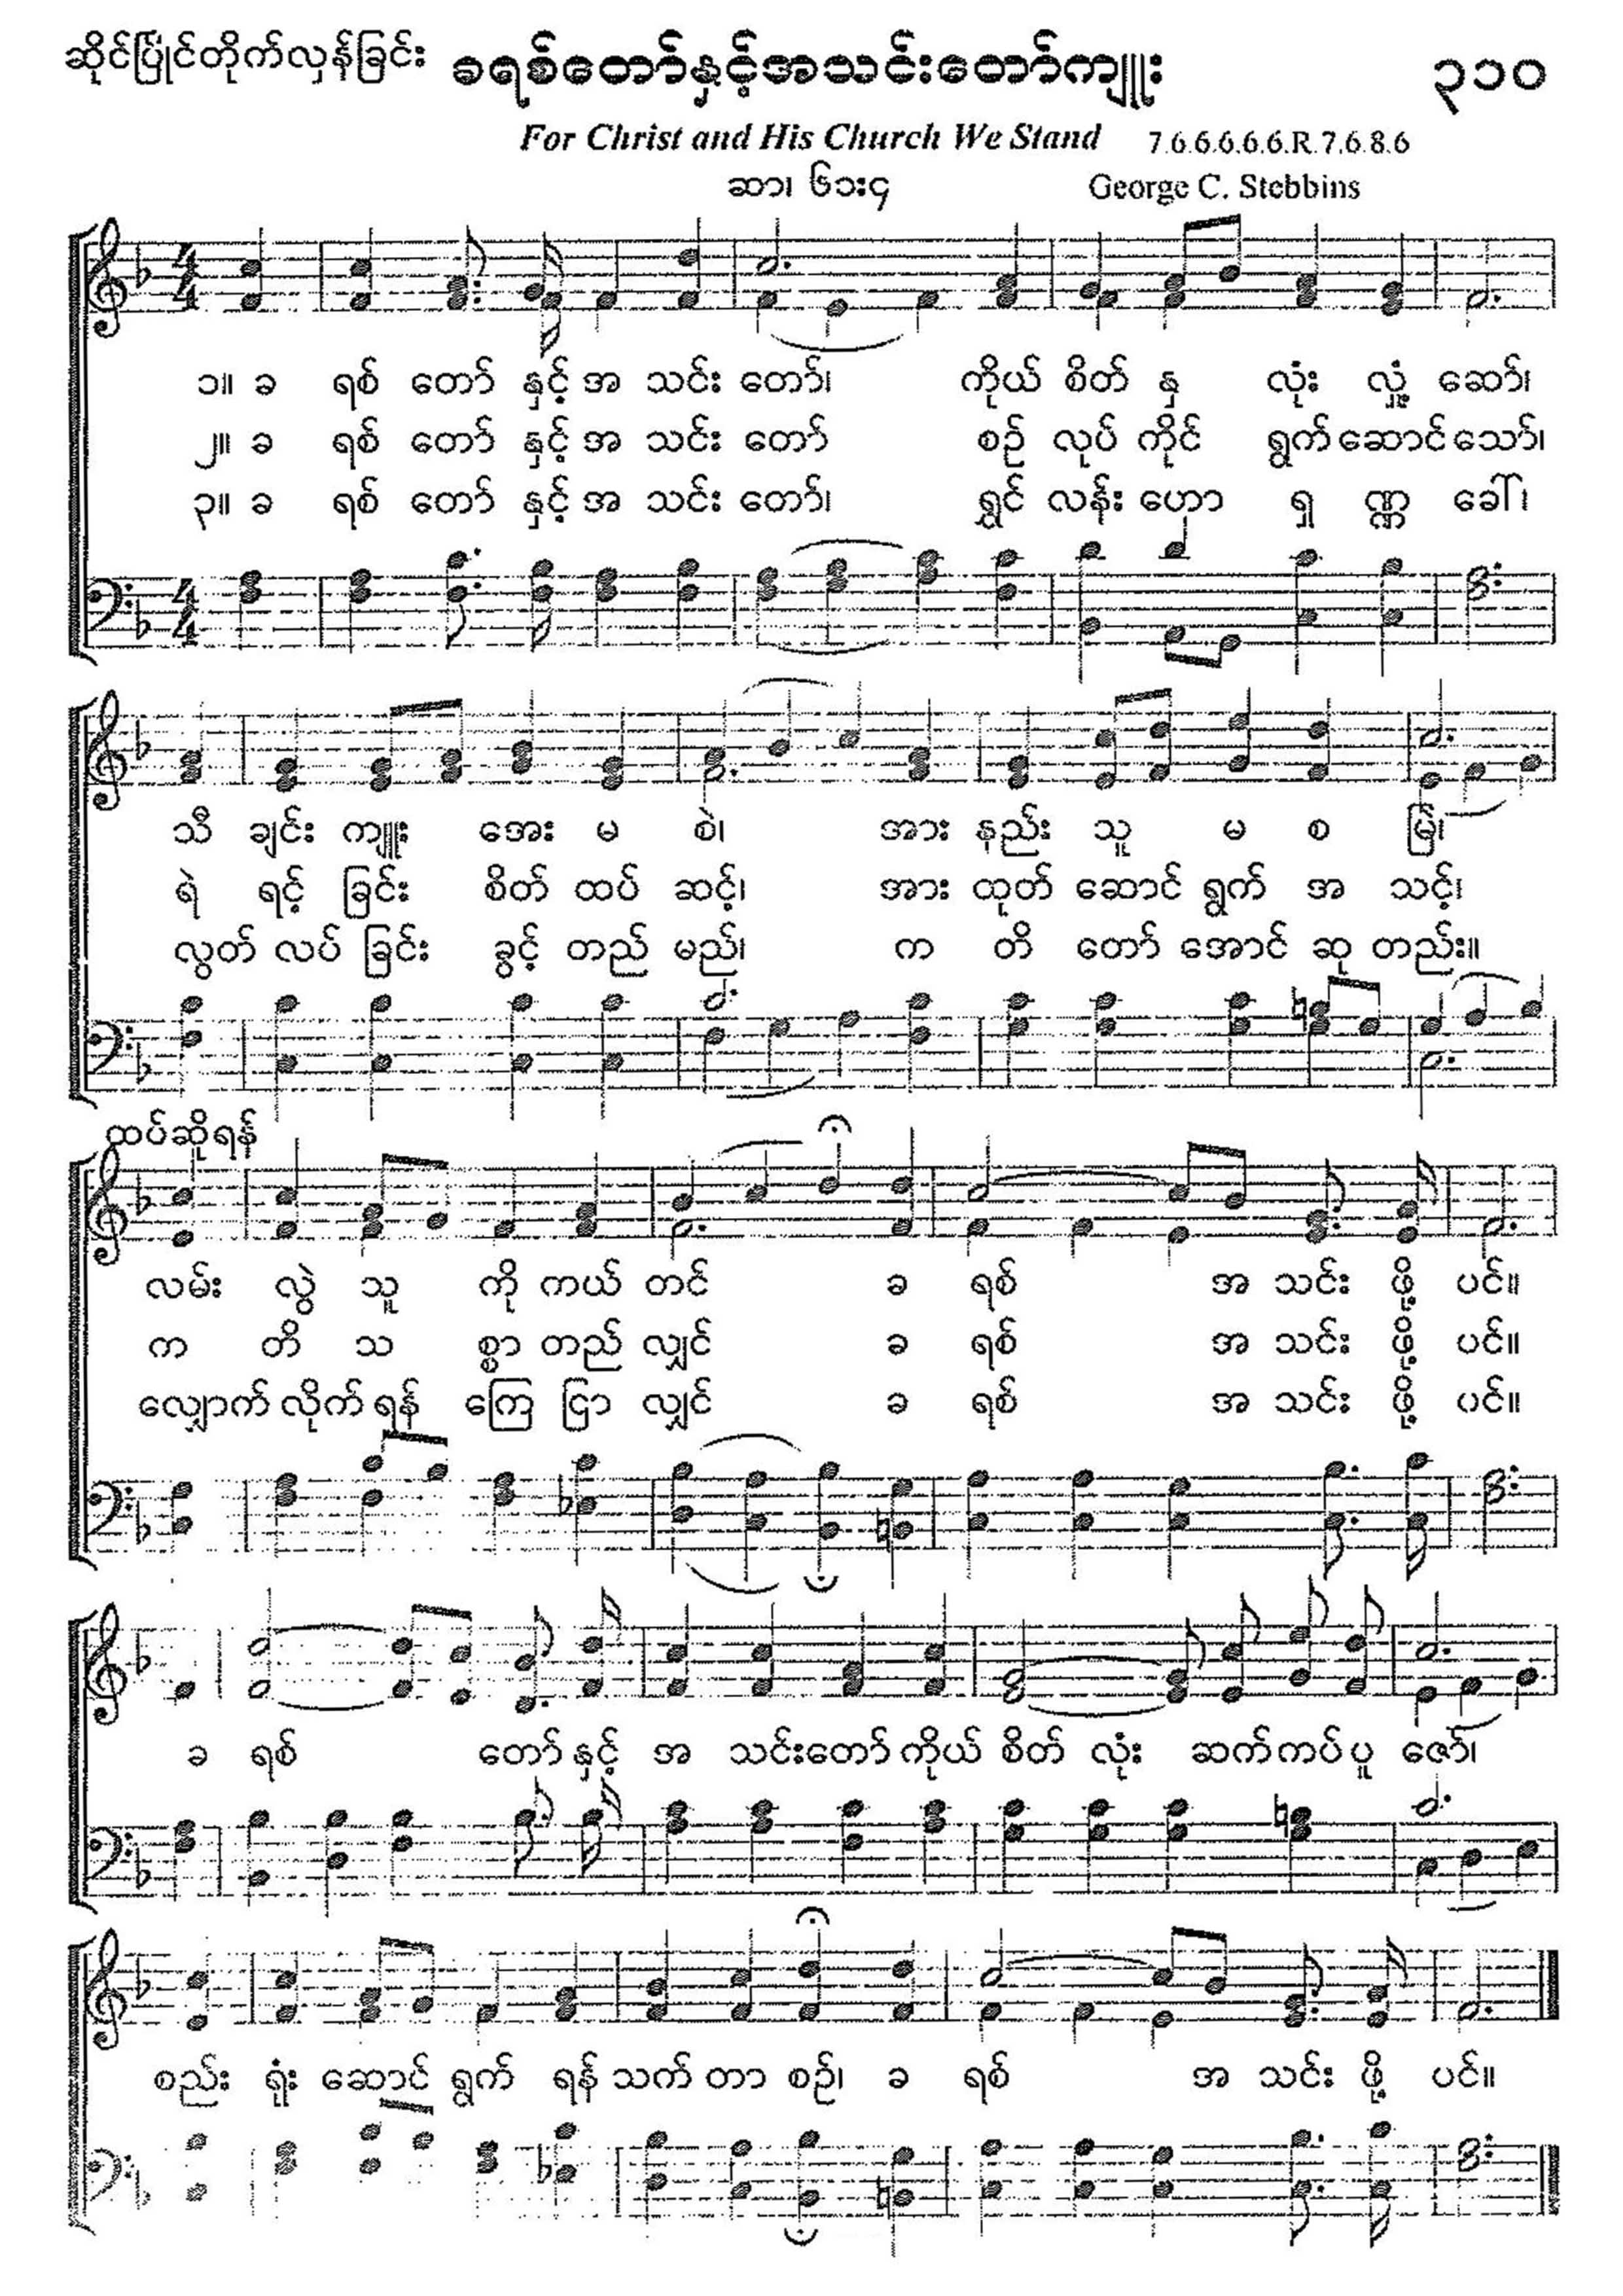 ဆိုင်ပြိုင်တိုက်လှန်ခြင်း ခရစ်တော်နှင့်အသင်းတော်ကျူး ၃၁၀
For Christ and His Church We Stand 7.6.6.6.6.6.R.7.6.8.6
ဆာ၊ ၆၁း၄ George C. Stebbins
၁။ ခ ရစ် တော် နှင့် အ သင်း တော်၊ ကိုယ် စိတ် နှ လုံး လှုံ့ ဆော်၊
၂။ ခ ရစ် တော် နှင့် အ သင်း တော် စဉ် လုပ် ကိုင် ရွက် ဆောင် သော်၊
၃။ ခ ရစ် တော် နှင့် အ သင်း တော်၊ ရွှင် လန်း ဟော ရှ ဏ္ဏ ခေါ်၊
သီ ချင်း ကျူး အေး မ စဲ၊ အား နည်း သူ မ စ မြဲ၊
ရဲ ရင့် ခြင်း စိတ် ထပ် ဆင့်၊ အား ထုတ် ဆောင် ရွက် အ သင့်၊
လွတ် လပ် ခြင်း ခွင့် တည် မည်၊ က တိ တော် အောင် ဆု တည်း။
ထပ်ဆိုရန်
လမ်း လွဲ သူ ကို ကယ် တင် ခ ရစ် အ သင်း ဖို့ ပင်။
က တိ သ စ္စာ တည် လျှင် ခ ရစ် အ သင်း ဖို့ ပင်။
လျှောက် လိုက် ရန် ကြေ ငြာ လျှင် ခ ရစ် အ သင်း ဖို့ ပင်။
ခ ရစ် တော် နှင့် အ သင်းတော် ကိုယ် စိတ် လုံး ဆက် ကပ် ပူ ဇော်၊
စည်း ရုံး ဆောင် ရွက် ရန် သက် တာ စဉ်၊ ခ ရစ် အ သင်း ဖို့ ပင်။